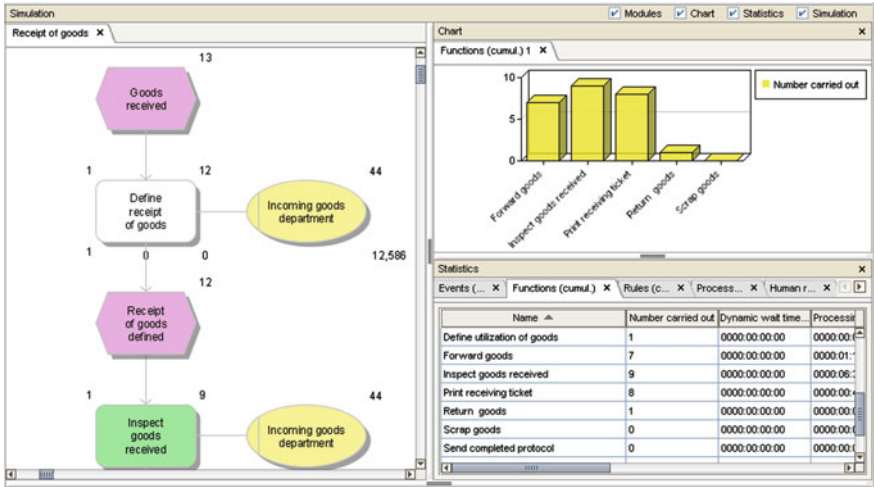 Simulation
Modules Chart Statistics Simulation
Receipt of goods
13
Goods
received
1 12 44
Define
receipt
of goods
Incoming goods
department
1 0 0 12,586
12
Receipt
of goods
defined
1 9 44
Inspect
goods
received
Incoming goods
department
Chart
Functions (cumul.) 1
10
5
0
Number carried out
Forward goods
Inspect goods received
Print receiving ticket
Return goods
Scrap goods
Statistics
Events (... Functions (cumul.) Rules (c... Process... Human r...
Name Number carried out Dynamic wait time...
Define utilization of goods 1 0000:00:00:00
Forward goods 7 0000:00:00:00
Inspect goods received 9 0000:00:00:00
Print receiving ticket 8 0000:00:00:00
Return goods 1 0000:00:00:00
Scrap goods 0 0000:00:00:00
Send completed protocol 0 0000:00:00:00